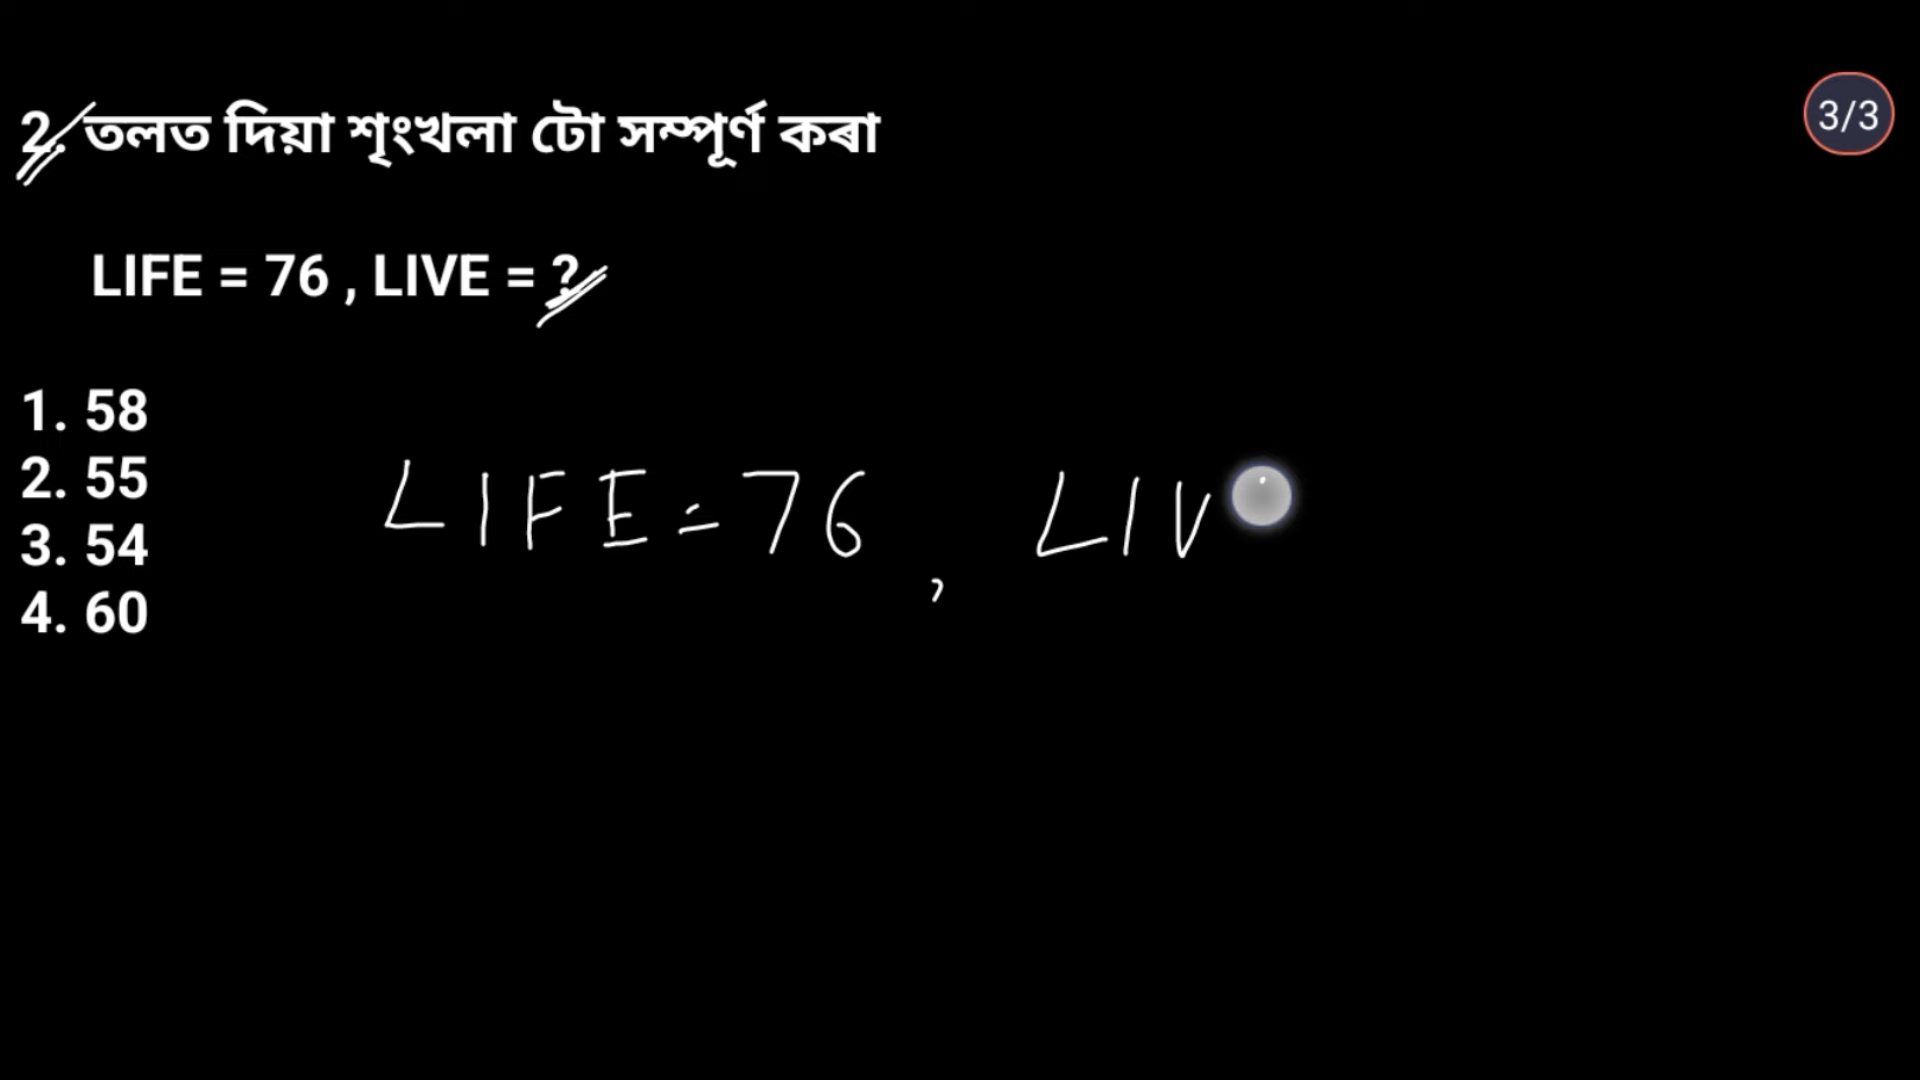 2. তলত দিয়া শৃংখলা টো সম্পূৰ্ণ কৰা
3/3
LIFE = 76 , LIVE = ?
1. 58
2. 55
3. 54
4. 60
LIFE = 76 , LIV